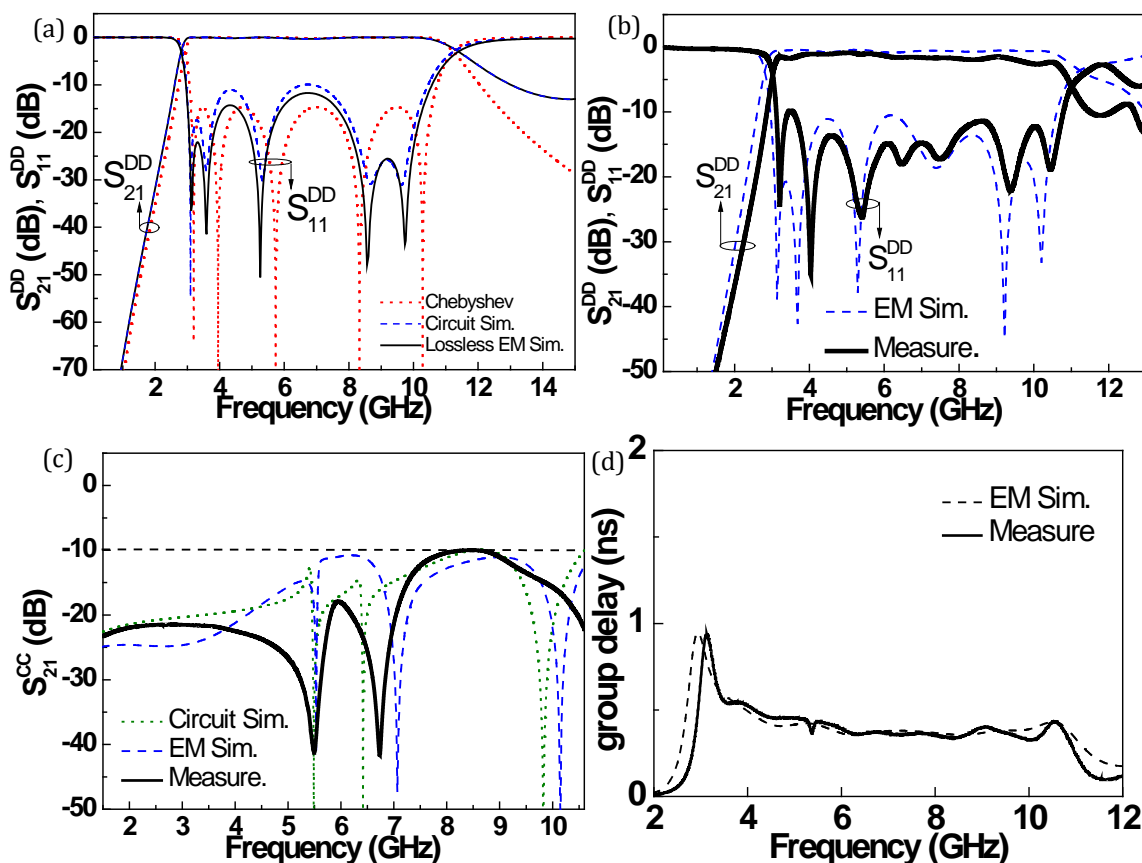 (a)
0
-10
-20
-30
-40
-50
-60
-70
S21DD (dB), S11DD (dB)
S21DD
S11DD
Chebyshev
Circuit Sim.
Lossless EM Sim.
2 4 6 8 10 12 14
Frequency (GHz)
(b)
0
-10
-20
-30
-40
-50
S21DD (dB), S11DD (dB)
S21DD
S11DD
EM Sim.
Measure.
2 4 6 8 10 12
Frequency (GHz)
(c)
0
-10
-20
-30
-40
-50
S21CC (dB)
Circuit Sim.
EM Sim.
Measure.
2 3 4 5 6 7 8 9 10
Frequency (GHz)
(d)
2
1
0
group delay (ns)
EM Sim.
Measure
2 4 6 8 10 12
Frequency (GHz)